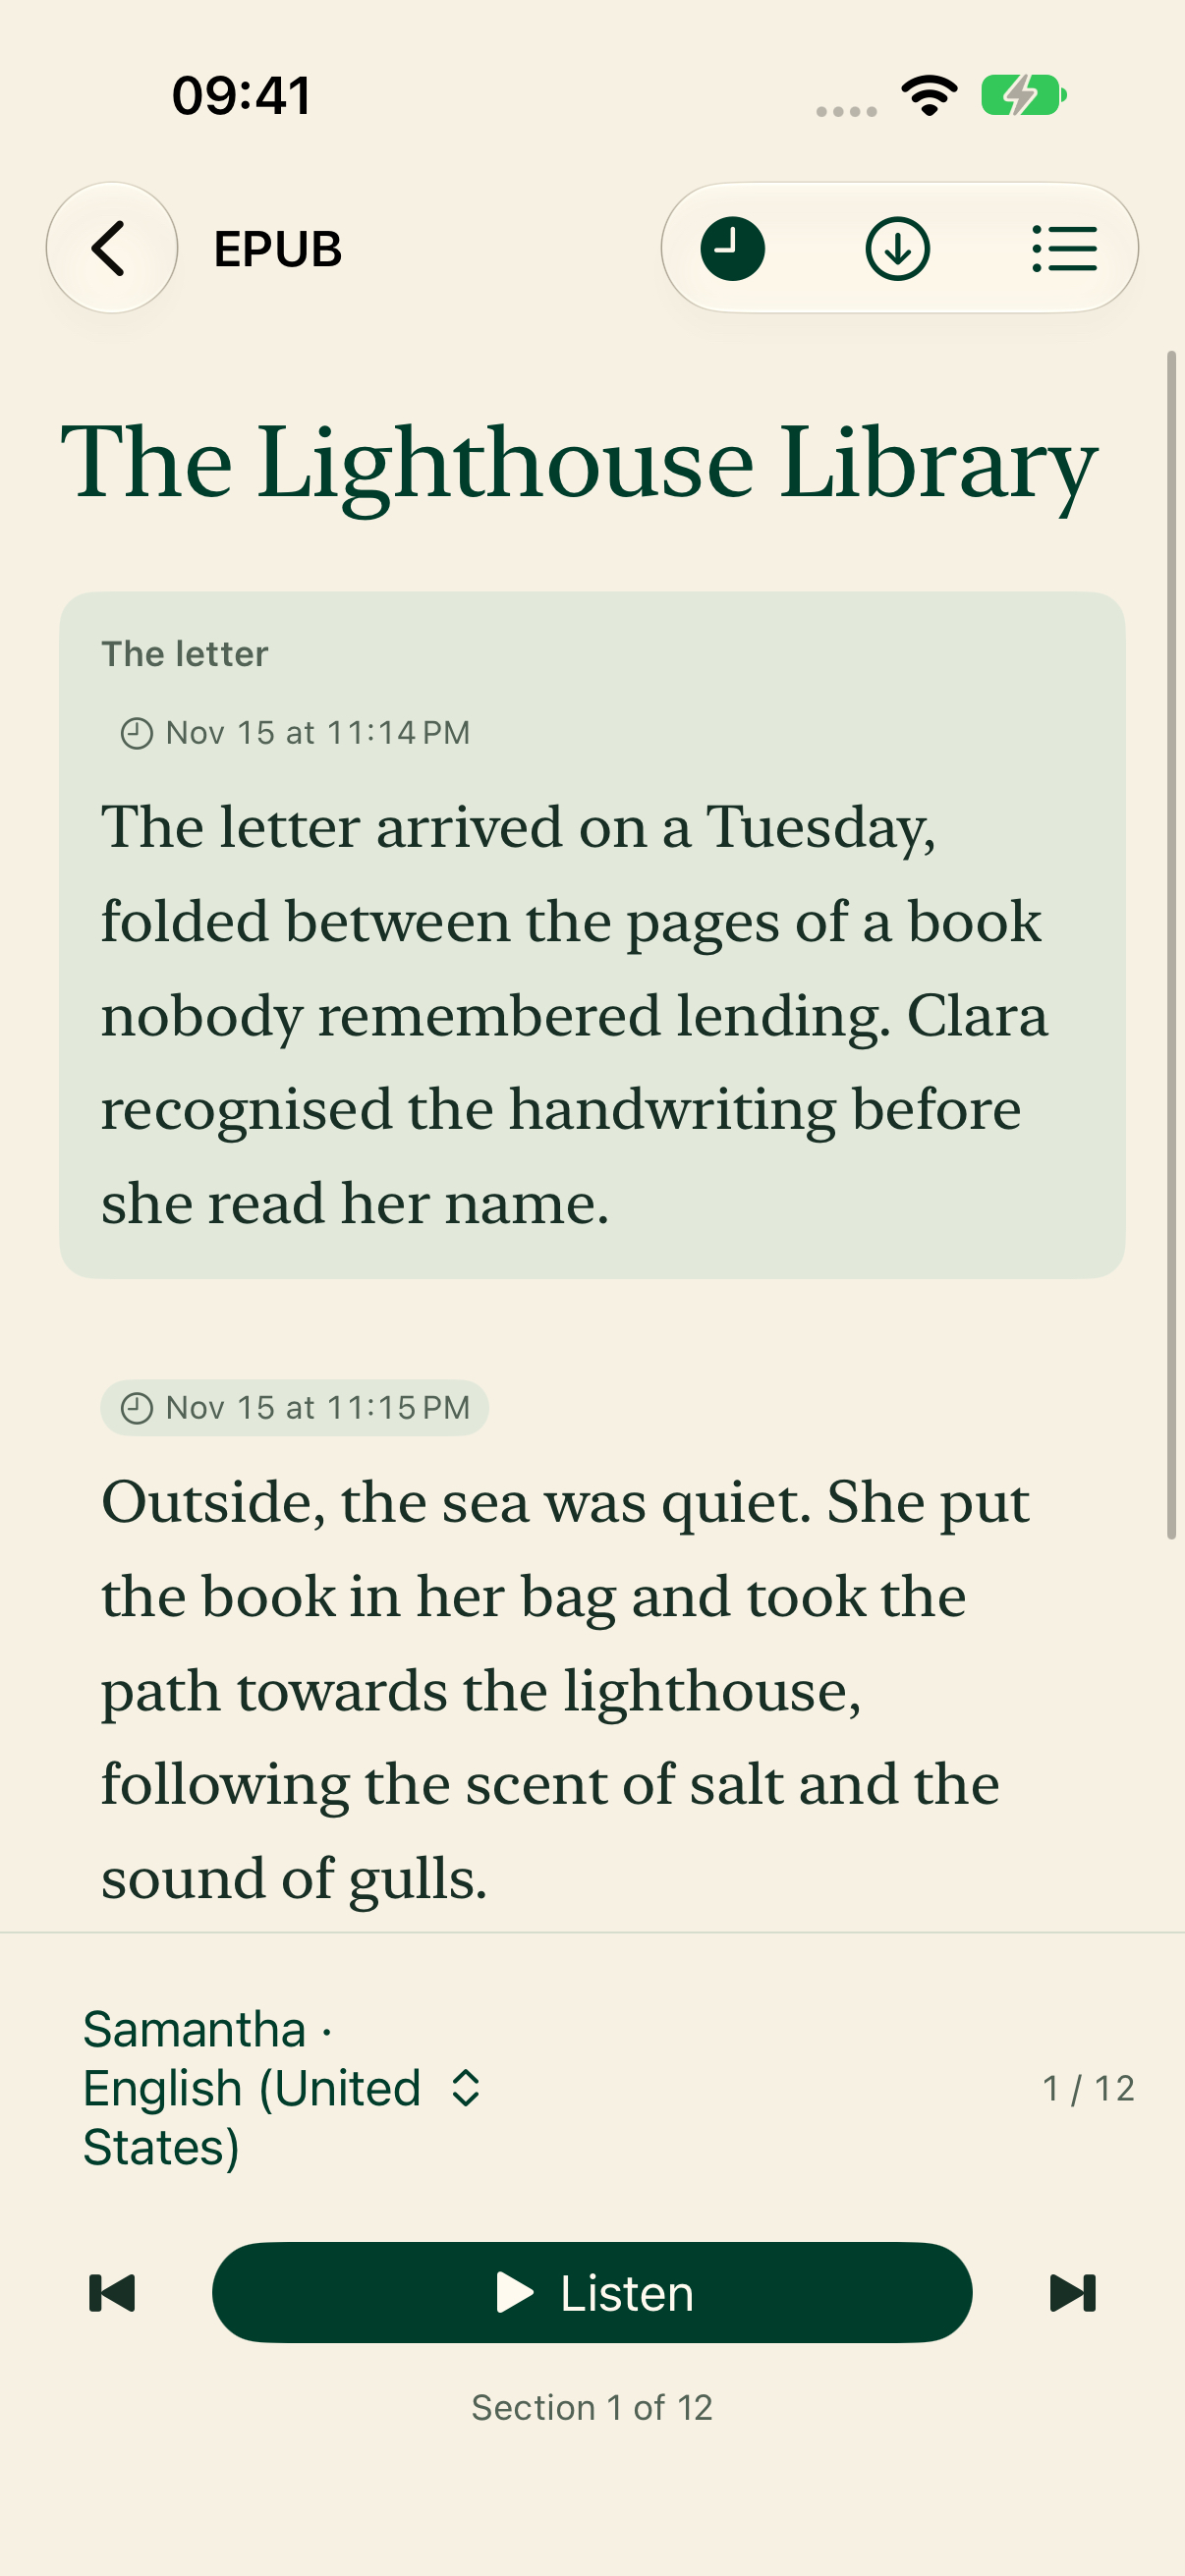 09:41
EPUB
The Lighthouse Library
The letter
Nov 15 at 11:14 PM
The letter arrived on a Tuesday,
folded between the pages of a book
nobody remembered lending. Clara
recognised the handwriting before
she read her name.
Nov 15 at 11:15 PM
Outside, the sea was quiet. She put
the book in her bag and took the
path towards the lighthouse,
following the scent of salt and the
sound of gulls.
Samantha ·
English (United
States)
1 / 12
Listen
Section 1 of 12